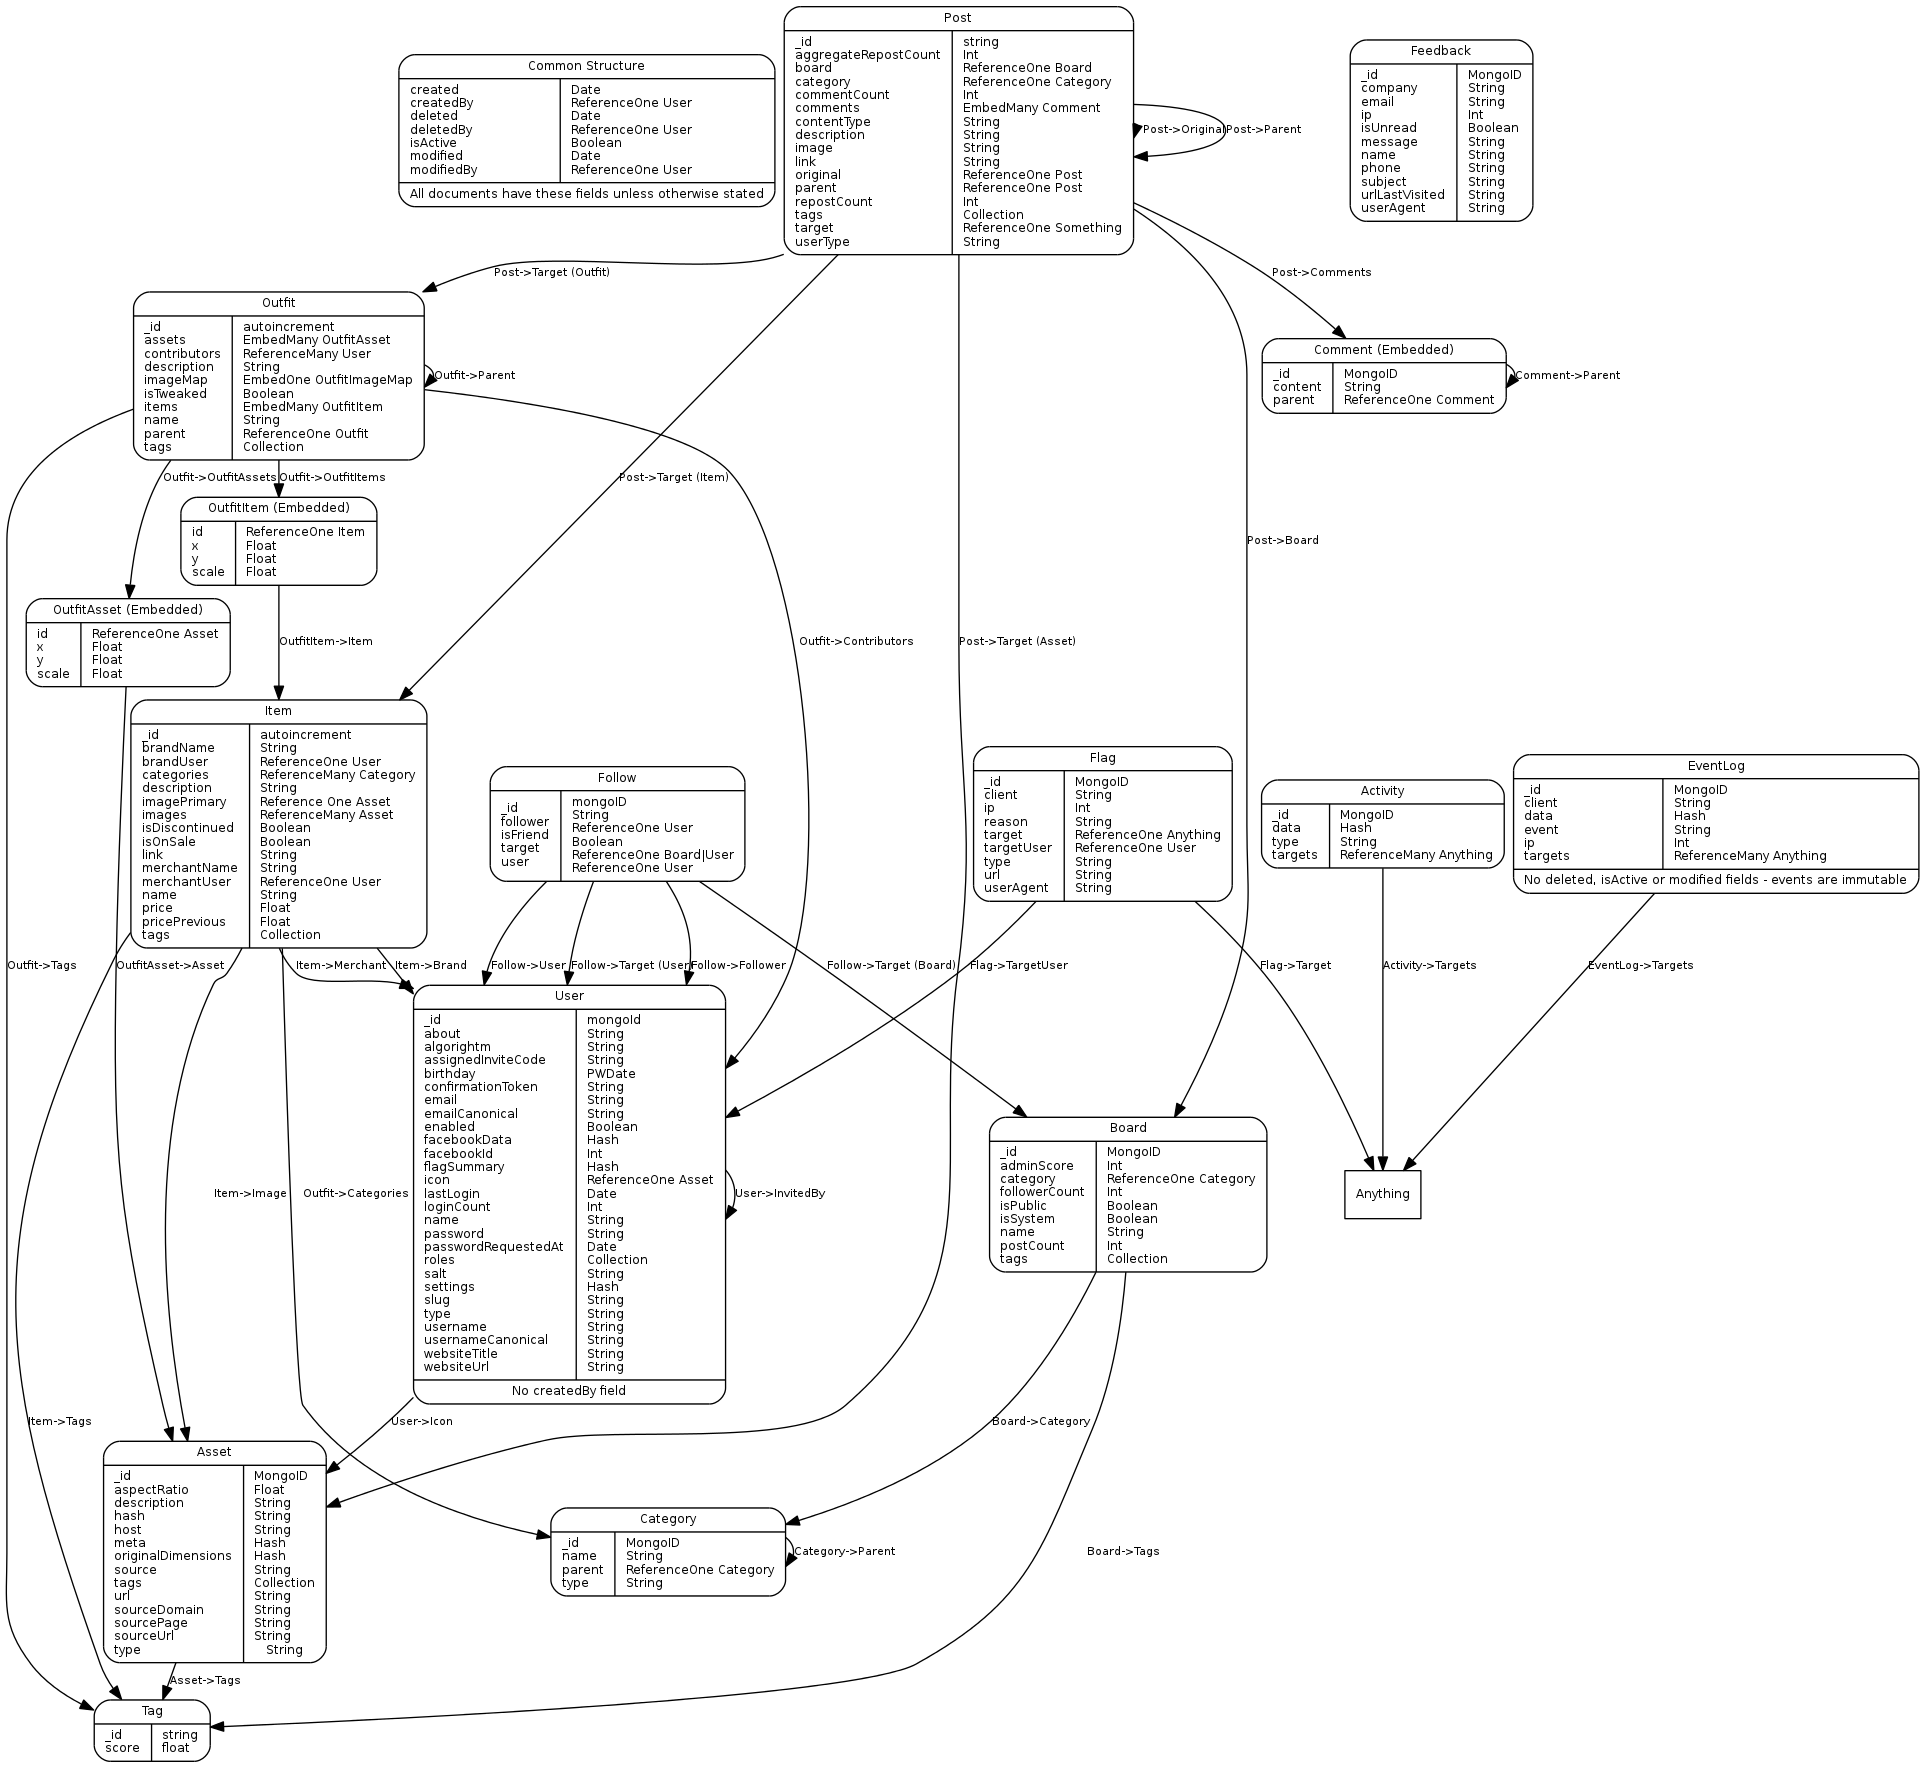 Post
_id string
aggregateRepostCount Int
board ReferenceOne Board
category ReferenceOne Category
commentCount Int
comments EmbedMany Comment
contentType String
description String
image String
link String
original ReferenceOne Post
parent ReferenceOne Post
repostCount Int
tags Collection
target ReferenceOne Something
userType String
Common Structure
created Date
createdBy ReferenceOne User
deleted Date
deletedBy ReferenceOne User
isActive Boolean
modified Date
modifiedBy ReferenceOne User
All documents have these fields unless otherwise stated
Feedback
_id MongoID
company String
email String
ip Int
isUnread Boolean
message String
name String
phone String
subject String
urlLastVisited String
userAgent String
Post->Original
Post->Parent
Post->Target (Outfit)
Post->Comments
Outfit
_id autoincrement
assets EmbedMany OutfitAsset
contributors ReferenceMany User
description String
imageMap EmbedOne OutfitImageMap
isTweaked Boolean
items EmbedMany OutfitItem
name String
parent ReferenceOne Outfit
tags Collection
Outfit->Parent
Comment (Embedded)
_id MongoID
content String
parent ReferenceOne Comment
Comment->Parent
Outfit->OutfitAssets
Outfit->OutfitItems
Post->Target (Item)
OutfitItem (Embedded)
id ReferenceOne Item
x Float
y Float
scale Float
Post->Board
OutfitAsset (Embedded)
id ReferenceOne Asset
x Float
y Float
scale Float
OutfitItem->Item
Outfit->Contributors
Post->Target (Asset)
Item
_id autoincrement
brandName String
brandUser ReferenceOne User
categories ReferenceMany Category
description String
imagePrimary Reference One Asset
images ReferenceMany Asset
isDiscontinued Boolean
isOnSale Boolean
link String
merchantName String
merchantUser ReferenceOne User
name String
price Float
pricePrevious Float
tags Collection
Follow
_id
follower
isFriend
target
user
mongoID
String
ReferenceOne User
Boolean
ReferenceOne Board|User
ReferenceOne User
Flag
_id MongoID
client String
ip Int
reason String
target ReferenceOne Anything
targetUser ReferenceOne User
type String
url String
userAgent String
Activity
_id MongoID
data Hash
type String
targets ReferenceMany Anything
EventLog
_id MongoID
client String
data Hash
event String
ip Int
targets ReferenceMany Anything
No deleted, isActive or modified fields - events are immutable
Outfit->Tags
OutfitAsset->Asset
Item->Merchant
Item->Brand
Follow->User
Follow->Target (User)
Follow->Follower
Follow->Target (Board)
Flag->TargetUser
Flag->Target
Activity->Targets
EventLog->Targets
User
_id mongoId
about String
algorightm String
assignedInviteCode String
birthday PWDate
confirmationToken String
email String
emailCanonical String
enabled Boolean
facebookData Hash
facebookId Int
flagSummary Hash
icon ReferenceOne Asset
lastLogin Date
loginCount Int
name String
password String
passwordRequestedAt Date
roles Collection
salt String
settings Hash
slug String
type String
username String
usernameCanonical String
websiteTitle String
websiteUrl String
No createdBy field
Board
_id MongoID
adminScore Int
category ReferenceOne Category
followerCount Int
isPublic Boolean
isSystem Boolean
name String
postCount Int
tags Collection
Anything
Item->Image
Outfit->Categories
User->InvitedBy
Item->Tags
User->Icon
Board->Category
Asset
_id MongoID
aspectRatio Float
description String
hash String
host String
meta Hash
originalDimensions Hash
source String
tags Collection
url String
sourceDomain String
sourcePage String
sourceUrl String
type String
Category
_id MongoID
name String
parent ReferenceOne Category
type String
Category->Parent
Board->Tags
Asset->Tags
Tag
_id string
score float